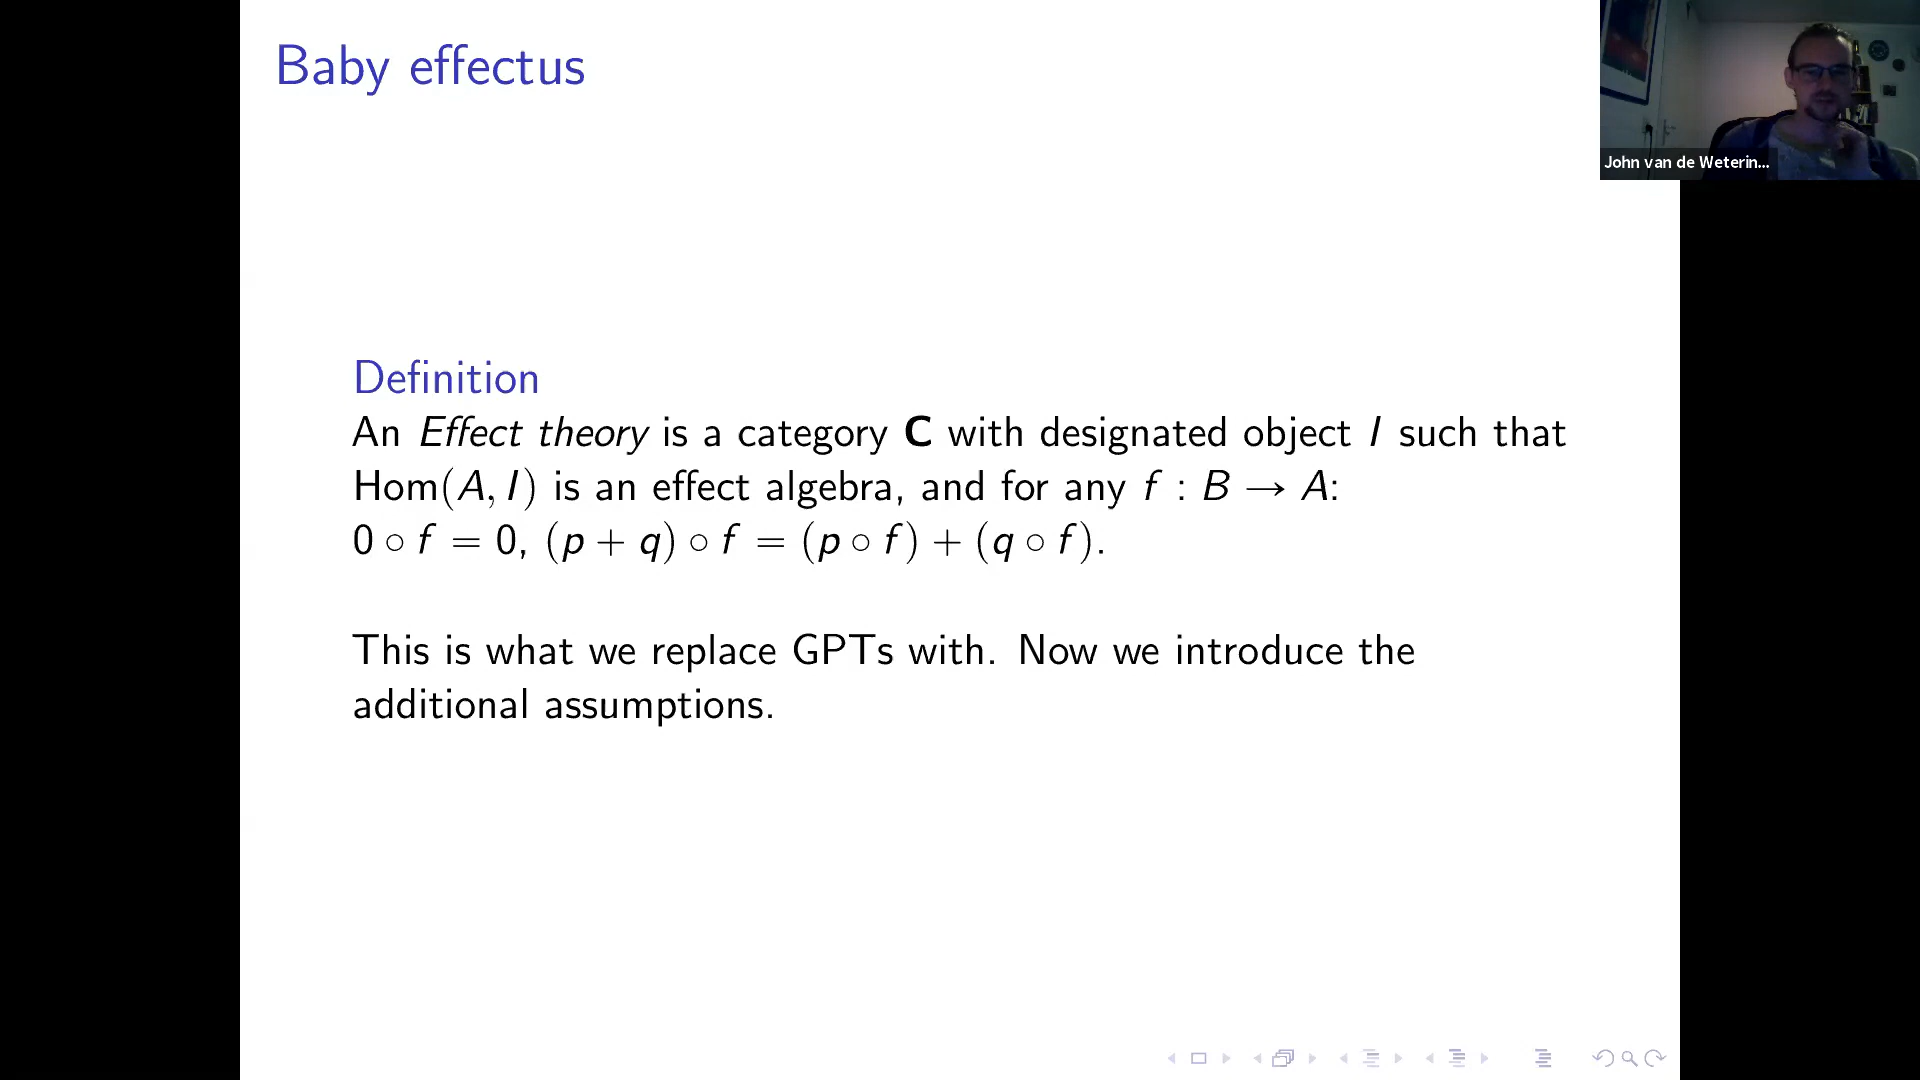 Baby effectus
John van de Weterin...
Definition
An Effect theory is a category C with designated object I such that
Hom(A, I) is an effect algebra, and for any f : B → A:
0 ∘ f = 0, (p + q) ∘ f = (p ∘ f) + (q ∘ f).
This is what we replace GPTs with. Now we introduce the
additional assumptions.